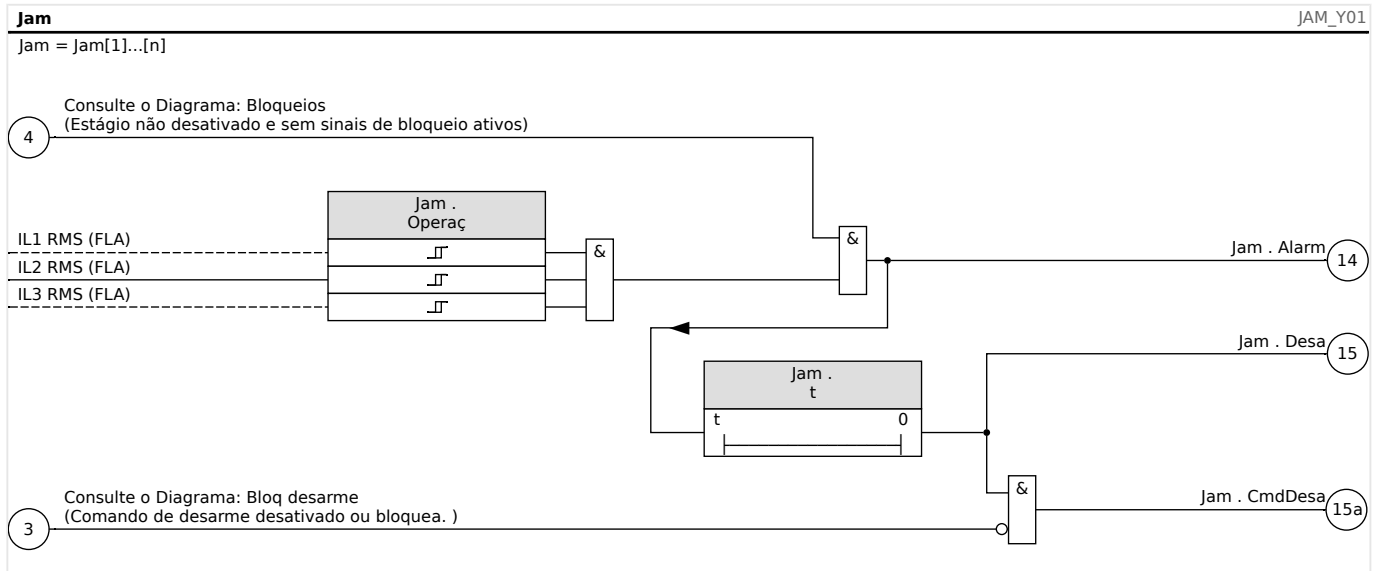 Jam
JAM_Y01
Jam = Jam[1]...[n]
Consulte o Diagrama: Bloqueios
(Estágio não desativado e sem sinais de bloqueio ativos)
4
Jam .
Operaç
IL1 RMS (FLA)
IL2 RMS (FLA)
IL3 RMS (FLA)
&
&
Jam . Alarm
14
Jam . Desa
15
Jam .
t
t 0
Consulte o Diagrama: Bloq desarme
(Comando de desarme desativado ou bloquea. )
3
&
Jam . CmdDesa
15a